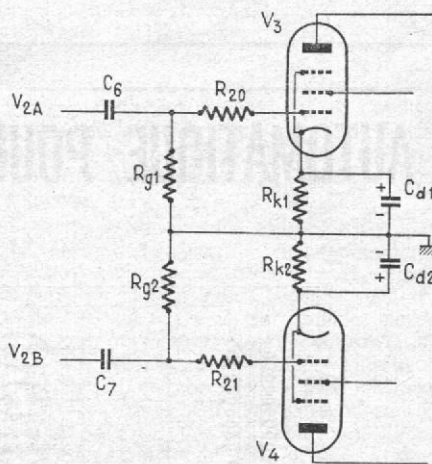 V3
C6
R20
V2A
Rg1
Rk1
+
-
Cd1
Rk2
-
+
Cd2
Rg2
V2B
C7
R21
V4